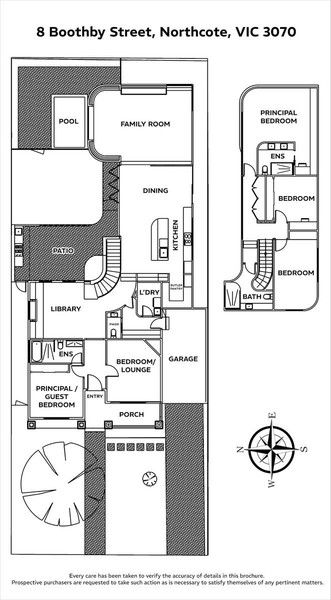 8 Boothby Street, Northcote, VIC 3070
POOL
FAMILY ROOM
DINING
KITCHEN
PATIO
BUTLER
PANTRY
LIBRARY
L'DRY
PWDR
ENS
BEDROOM/
LOUNGE
GARAGE
PRINCIPAL /
GUEST
BEDROOM
ENTRY
PORCH
PRINCIPAL
BEDROOM
ENS
BEDROOM
BEDROOM
BATH
N
E
S
W
Every care has been taken to verify the accuracy of details in this brochure.
Prospective purchasers are requested to take such action as is necessary to satisfy themselves of any pertinent matters.